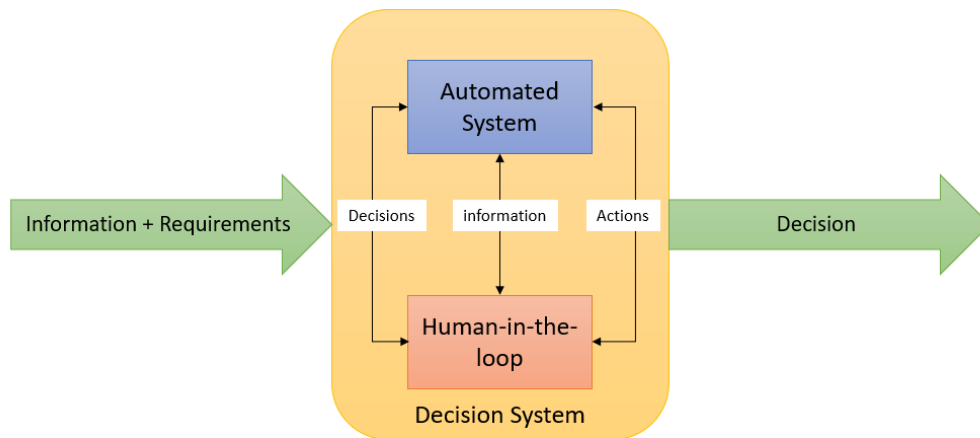 Automated
System
Information + Requirements
Decisions
information
Actions
Decision
Human-in-the-
loop
Decision System